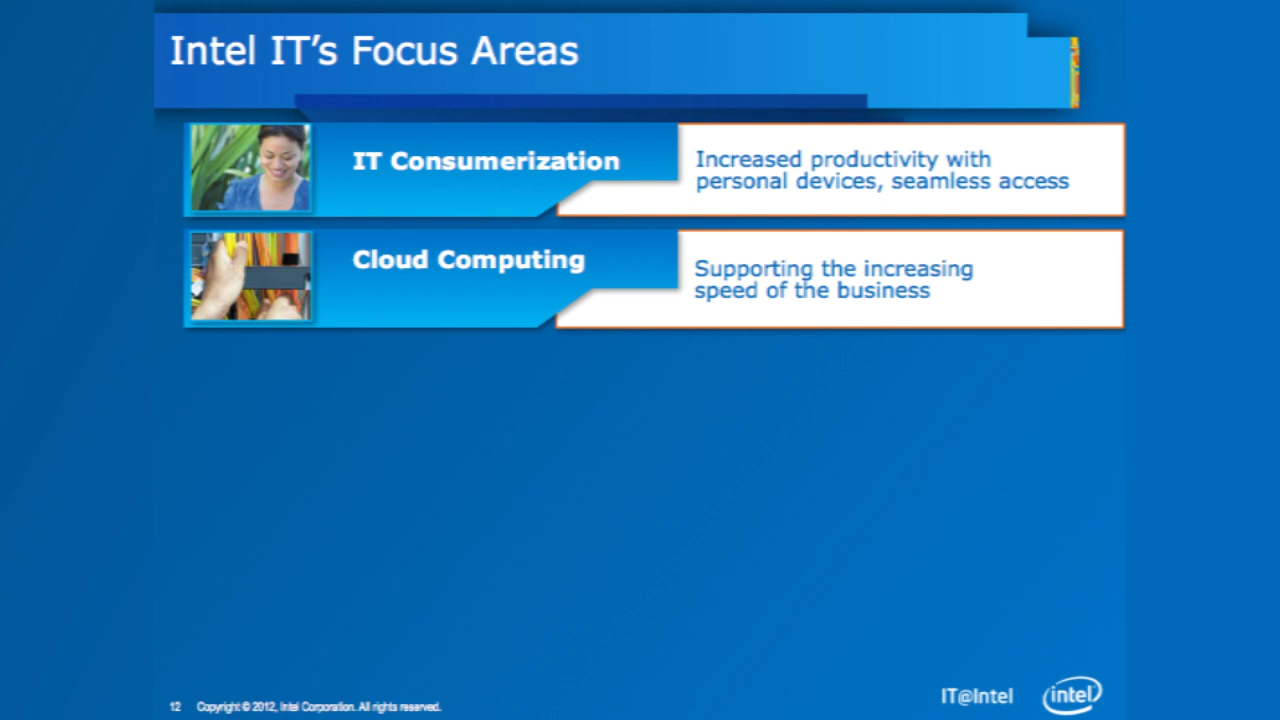 Intel IT’s Focus Areas
IT Consumerization
Increased productivity with
personal devices, seamless access
Cloud Computing
Supporting the increasing
speed of the business
12 Copyright © 2012, Intel Corporation. All rights reserved.
IT@Intel
intel